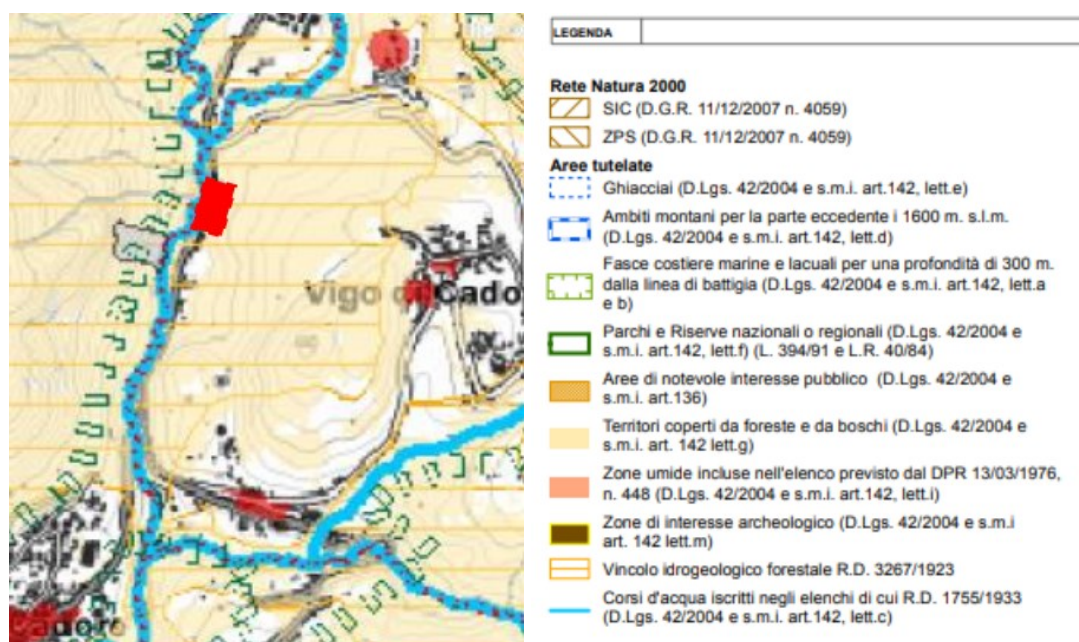 Vigo di Cado
adore
LEGENDA
Rete Natura 2000
SIC (D.G.R. 11/12/2007 n. 4059)
ZPS (D.G.R. 11/12/2007 n. 4059)
Aree tutelate
Ghiacciai (D.Lgs. 42/2004 e s.m.i. art.142, lett.e)
Ambiti montani per la parte eccedente i 1600 m. s.l.m.
(D.Lgs. 42/2004 e s.m.i. art.142, lett.d)
Fasce costiere marine e lacuali per una profondità di 300 m.
dalla linea di battigia (D.Lgs. 42/2004 e s.m.i. art.142, lett.a
e b)
Parchi e Riserve nazionali o regionali (D.Lgs. 42/2004 e
s.m.i. art.142, lett.f) (L. 394/91 e L.R. 40/84)
Aree di notevole interesse pubblico (D.Lgs. 42/2004 e
s.m.i. art.136)
Territori coperti da foreste e da boschi (D.Lgs. 42/2004 e
s.m.i. art. 142 lett.g)
Zone umide incluse nell'elenco previsto dal DPR 13/03/1976,
n. 448 (D.Lgs. 42/2004 e s.m.i. art.142, lett.i)
Zone di interesse archeologico (D.Lgs. 42/2004 e s.m.i
art. 142 lett.m)
Vincolo idrogeologico forestale R.D. 3267/1923
Corsi d'acqua iscritti negli elenchi di cui R.D. 1755/1933
(D.Lgs. 42/2004 e s.m.i. art.142, lett.c)